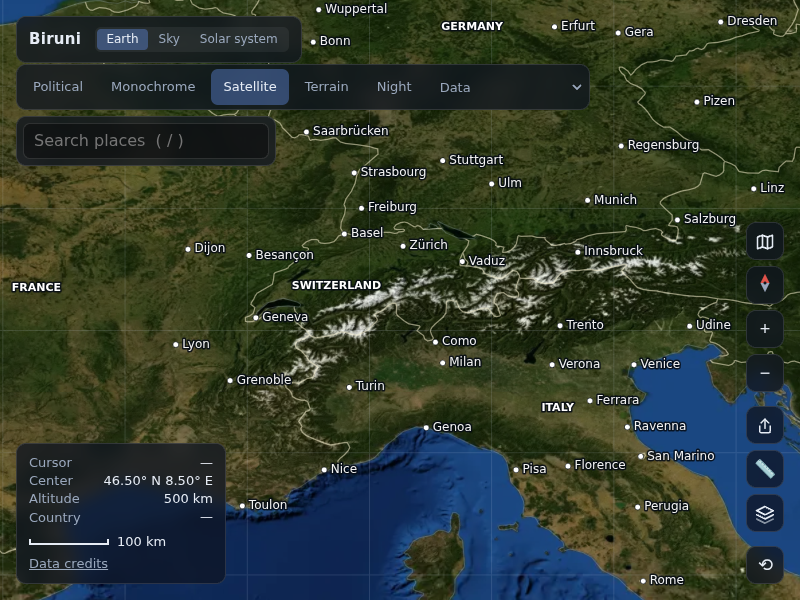 Wuppertal
GERMANY
Erfurt
Dresden
Gera
Biruni
Earth
Sky
Solar system
Bonn
Political
Monochrome
Satellite
Terrain
Night
Data
Pizen
Search places ( / )
Saarbrücken
Regensburg
Stuttgart
Strasbourg
Ulm
Linz
Munich
Freiburg
Salzburg
Basel
Zürich
Dijon
Besançon
Innsbruck
Vaduz
FRANCE
SWITZERLAND
Geneva
Trento
Udine
+
Lyon
Como
Milan
Verona
Venice
−
Grenoble
Turin
Ferrara
ITALY
Genoa
Ravenna
San Marino
Nice
Pisa
Florence
Cursor —
Center 46.50° N 8.50° E
Altitude 500 km
Country —
100 km
Data credits
Toulon
Perugia
Rome